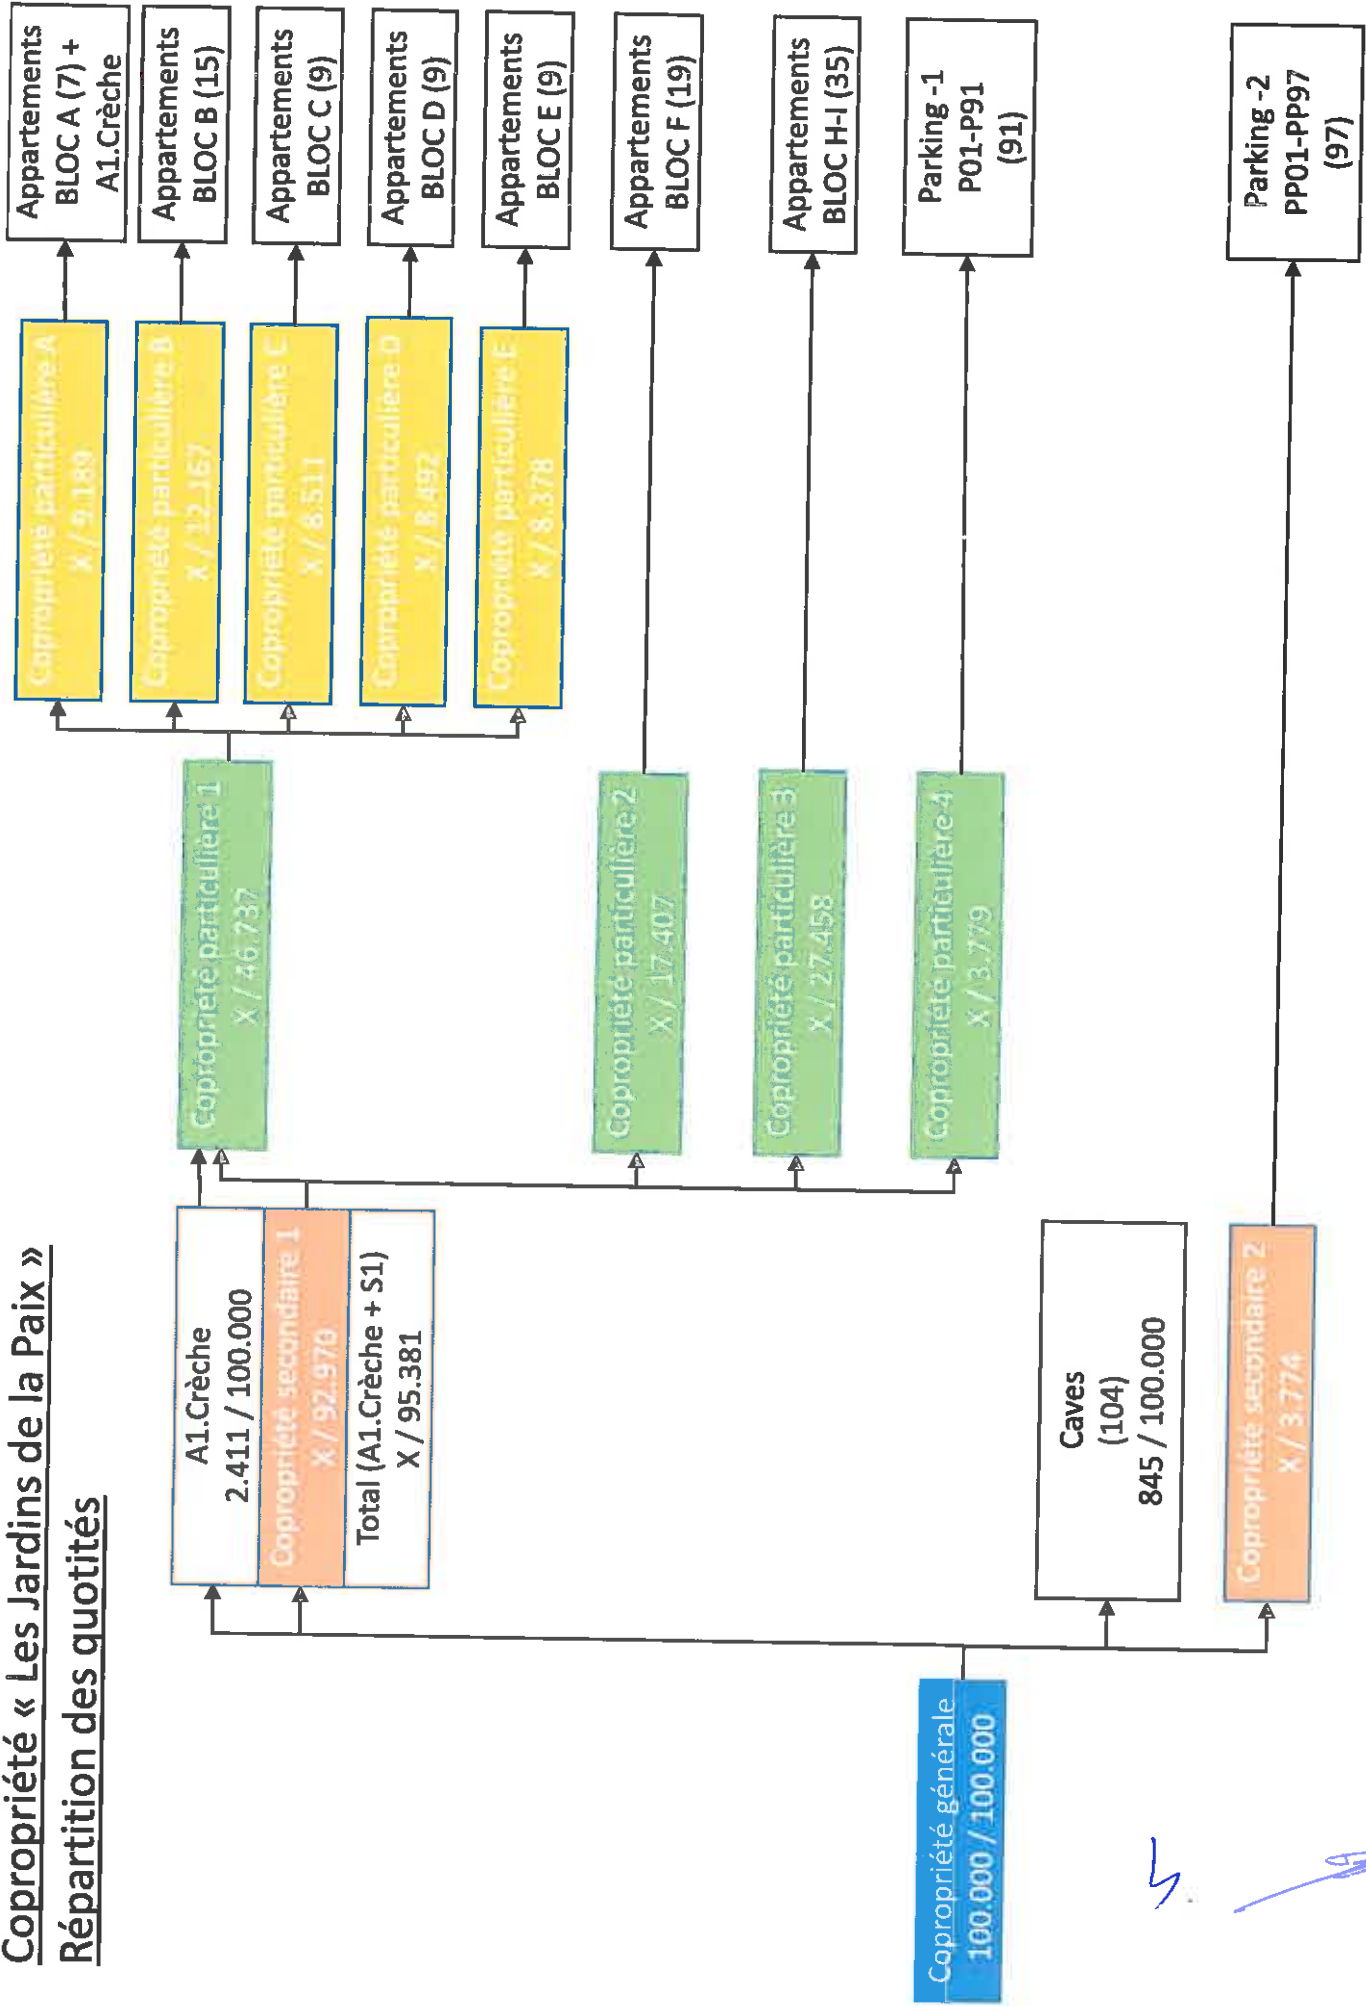 Copropriété « Les Jardins de la Paix »
Répartition des quotités
Copropriété générale
100.000 / 100.000
A1.Crèche
2.411 / 100.000
Copropriété secondaire 1
X / 92.970
Total (A1.Crèche + S1)
X / 95.381
Caves
(104)
845 / 100.000
Copropriété secondaire 2
X / 3.774
Copropriété particulière 1
X / 46.737
Copropriété particulière 2
X / 17.407
Copropriété particulière 3
X / 27.458
Copropriété particulière 4
X / 3.779
Copropriété particulière A
X / 9.189
Copropriété particulière B
X / 12.167
Copropriété particulière C
X / 8.511
Copropriété particulière D
X / 8.492
Copropriété particulière E
X / 8.378
Appartements
BLOC A (7) +
A1.Crèche
Appartements
BLOC B (15)
Appartements
BLOC C (9)
Appartements
BLOC D (9)
Appartements
BLOC E (9)
Appartements
BLOC F (19)
Appartements
BLOC H-I (35)
Parking -1
P01-P91
(91)
Parking -2
PP01-PP97
(97)